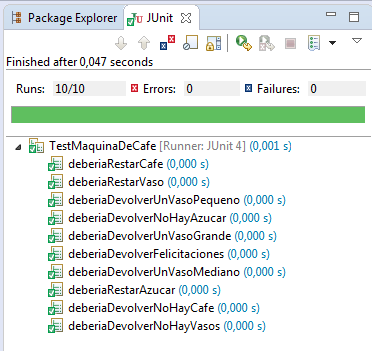 Package Explorer JUnit
Finished after 0,047 seconds
Runs: 10/10 Errors: 0 Failures: 0
TestMaquinaDeCafe [Runner: JUnit 4] (0,001 s)
deberiaRestarCafe (0,000 s)
deberiaRestarVaso (0,000 s)
deberiaDevolverUnVasoPequeno (0,000 s)
deberiaDevolverNoHayAzucar (0,000 s)
deberiaDevolverUnVasoGrande (0,000 s)
deberiaDevolverFelicitaciones (0,000 s)
deberiaDevolverUnVasoMediano (0,000 s)
deberiaRestarAzucar (0,000 s)
deberiaDevolverNoHayCafe (0,000 s)
deberiaDevolverNoHayVasos (0,000 s)